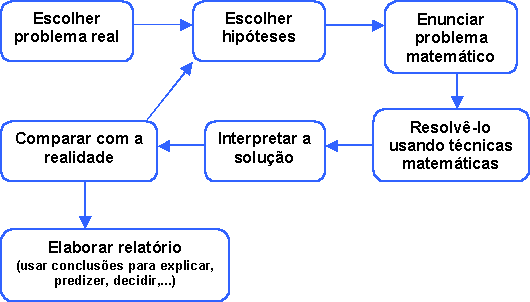 Escolher
problema real
Escolher
hipóteses
Enunciar
problema
matemático
Resolvê-lo
usando técnicas
matemáticas
Interpretar a
solução
Comparar com a
realidade
Elaborar relatório
(usar conclusões para explicar,
predizer, decidir,...)